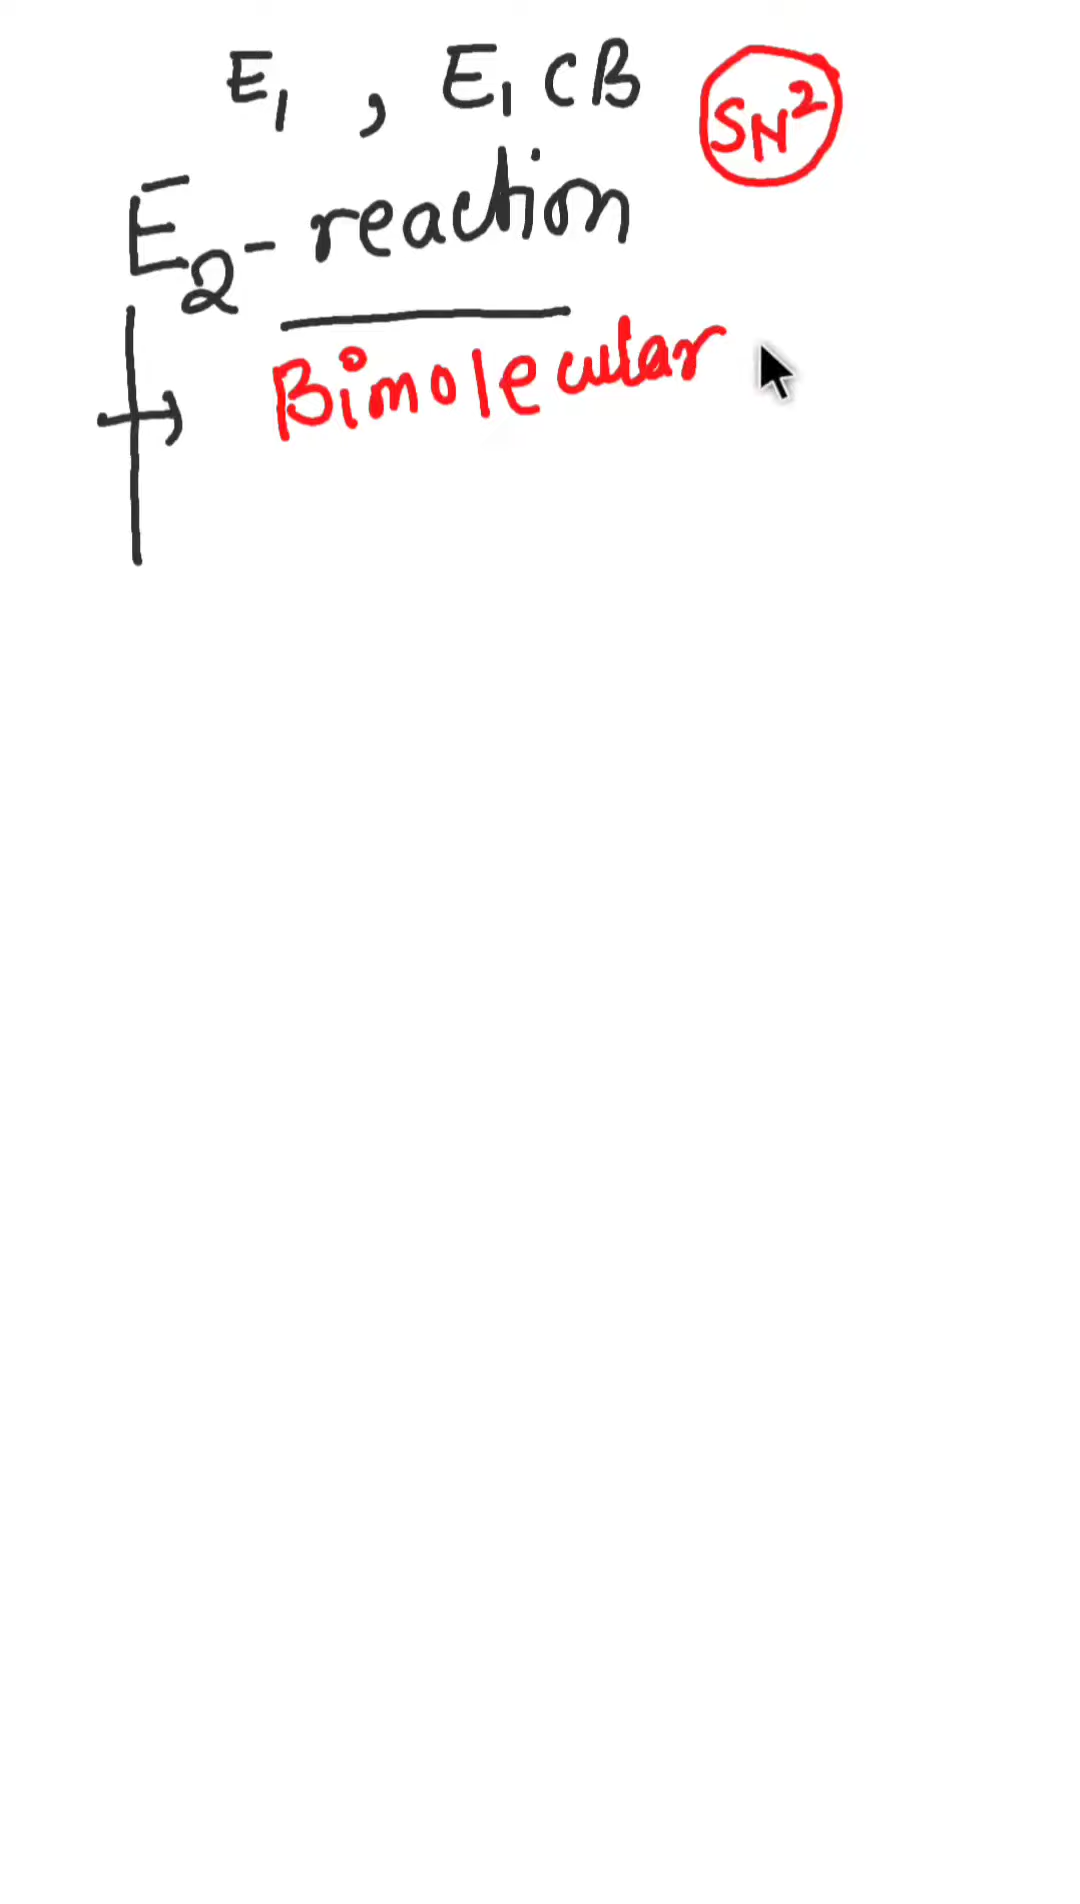 E₁ , E₁CB SN²
E₂- reaction
Bimolecular